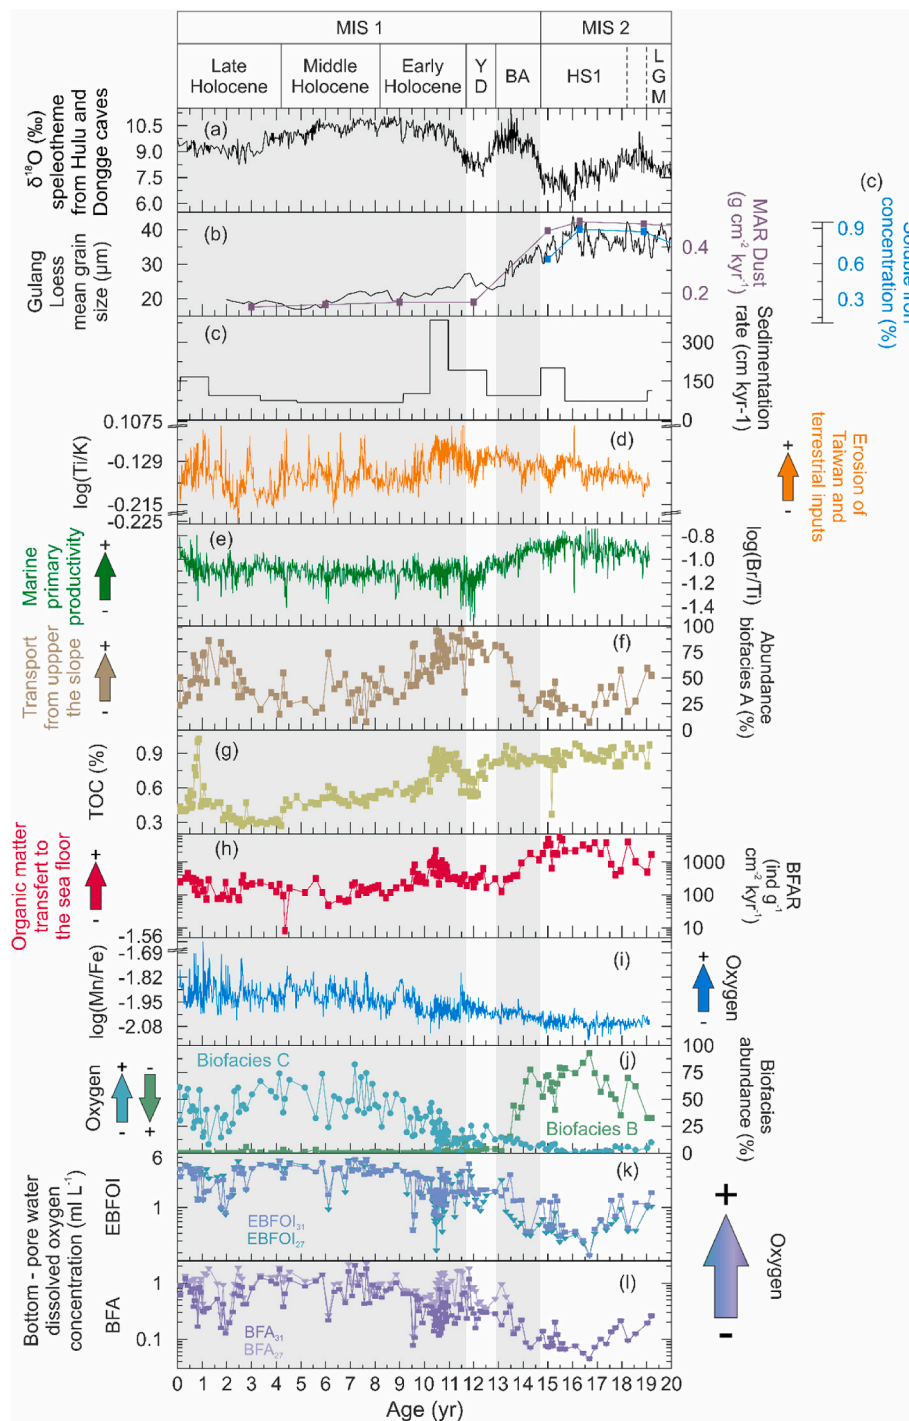 MIS 1
MIS 2
Late
Holocene
Middle
Holocene
Early
Holocene
Y
D
BA
HS1
L
G
M
δ¹⁸O (‰)
speleotheme
from Hulu and
Dongge caves
10.5
9.0
7.5
6.0
(a)
(c)
Gulang
Loess
mean grain
size (µm)
40
30
20
(b)
MAR Dust
(g cm⁻² kyr⁻¹)
0.4
0.2
concentration (%)
0.9
0.6
0.3
(c)
Sedimentation
rate (cm kyr-1)
300
150
0
log(Ti/K)
0.1075
-0.129
-0.215
-0.225
(d)
+
-
Erosion of
Taiwan and
terrestrial inputs
Marine
primary
productivity
+
-
(e)
log(Br/Ti)
-0.8
-1.0
-1.2
-1.4
Transport
from uppper
the slope
+
-
(f)
Abundance
biofacies A (%)
100
75
50
25
0
TOC (%)
0.9
0.6
0.3
(g)
Organic matter
transfert to
the sea floor
+
-
(h)
BFAR
(ind g⁻¹
cm⁻² kyr⁻¹)
1000
100
10
log(Mn/Fe)
-1.56
-1.69
-1.82
-1.95
-2.08
(i)
+
-
Oxygen
Oxygen
+
-
-
+
Biofacies C
(j)
Biofacies B
Biofacies
abundance (%)
100
75
50
25
0
Bottom - pore water
dissolved oxygen
concentration (ml L⁻¹)
EBFOI
6
1
(k)
EBFOI₃₁
EBFOI₂₇
+
-
Oxygen
BFA
1
0.1
(l)
BFA₃₁
BFA₂₇
0 1 2 3 4 5 6 7 8 9 10 11 12 13 14 15 16 17 18 19 20
Age (yr)